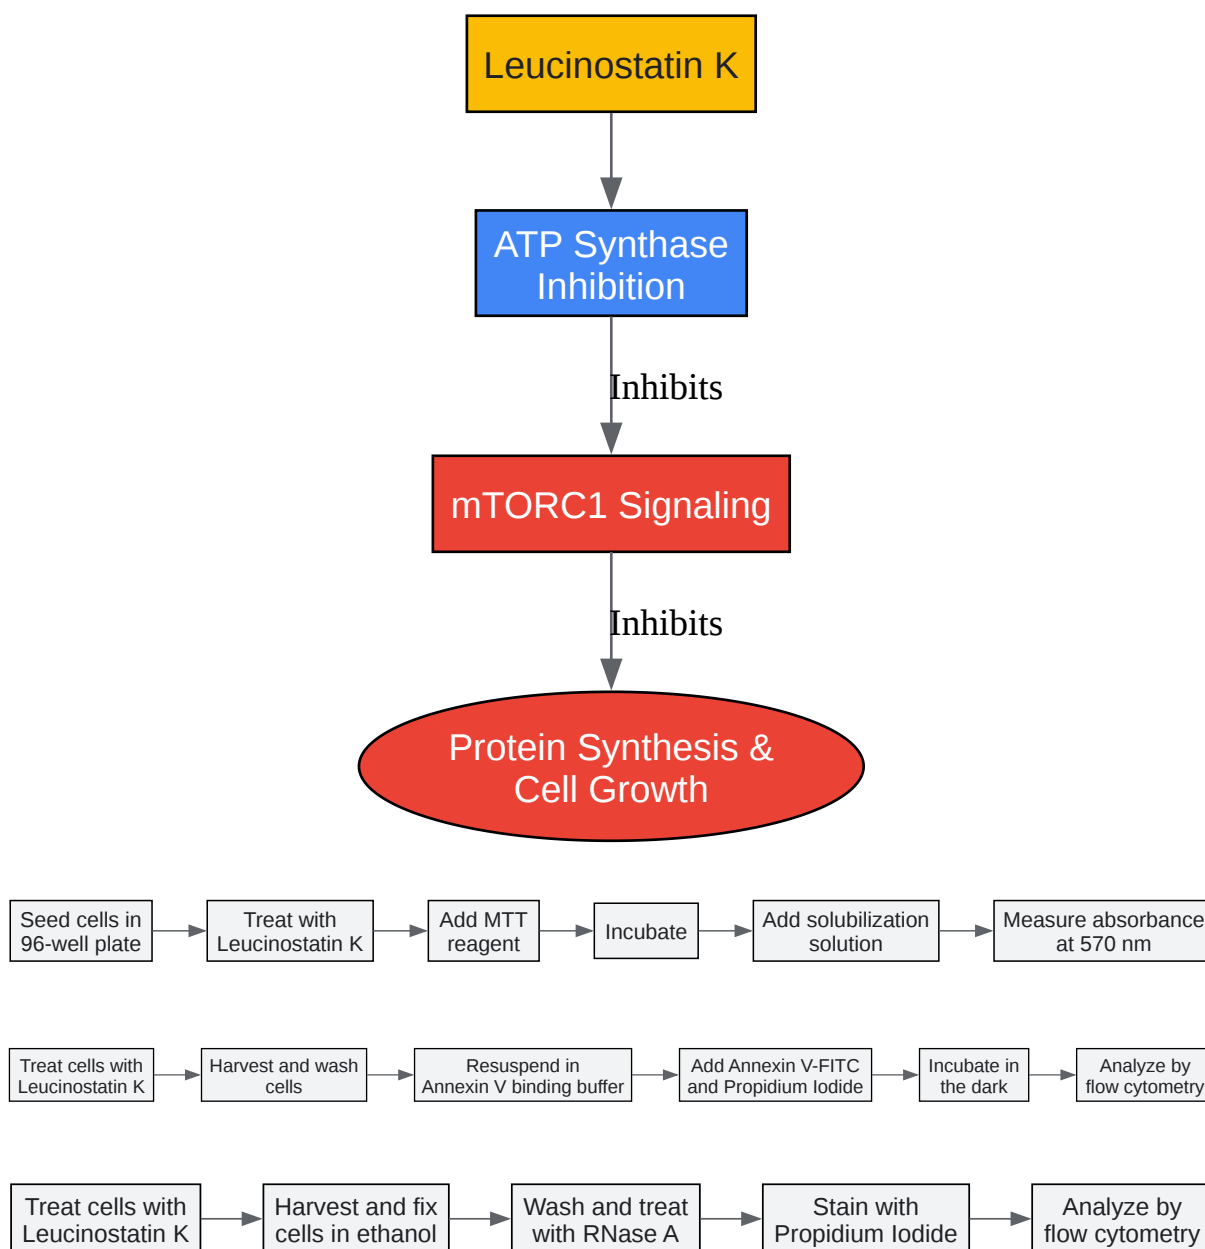 Leucinostatin K
ATP Synthase
Inhibition
Inhibits
mTORC1 Signaling
Inhibits
Protein Synthesis &
Cell Growth
Seed cells in
96-well plate
Treat with
Leucinostatin K
Add MTT
reagent
Incubate
Add solubilization
solution
Measure absorbance
at 570 nm
Treat cells with
Leucinostatin K
Harvest and wash
cells
Resuspend in
Annexin V binding buffer
Add Annexin V-FITC
and Propidium Iodide
Incubate in
the dark
Analyze by
flow cytometry
Treat cells with
Leucinostatin K
Harvest and fix
cells in ethanol
Wash and treat
with RNase A
Stain with
Propidium Iodide
Analyze by
flow cytometry